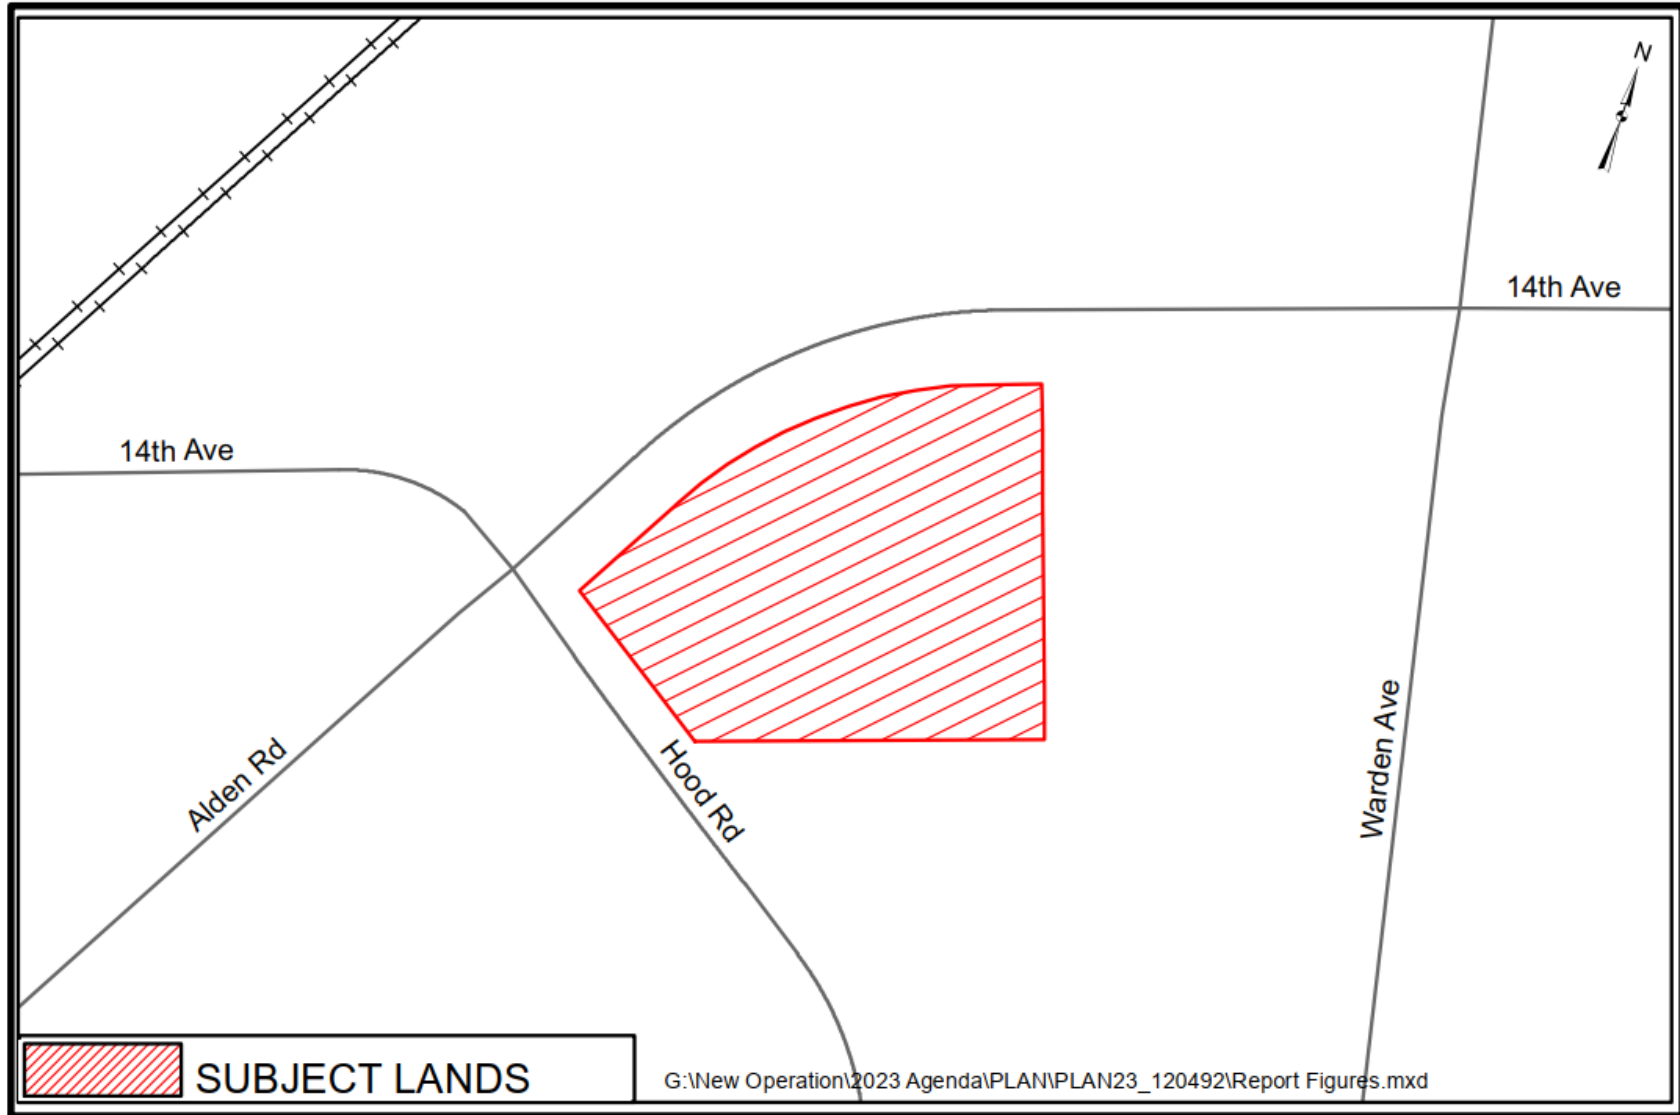 N
14th Ave
14th Ave
Alden Rd
Hood Rd
Warden Ave
SUBJECT LANDS
G:\New Operation\2023 Agenda\PLAN\PLAN23_120492\Report Figures.mxd